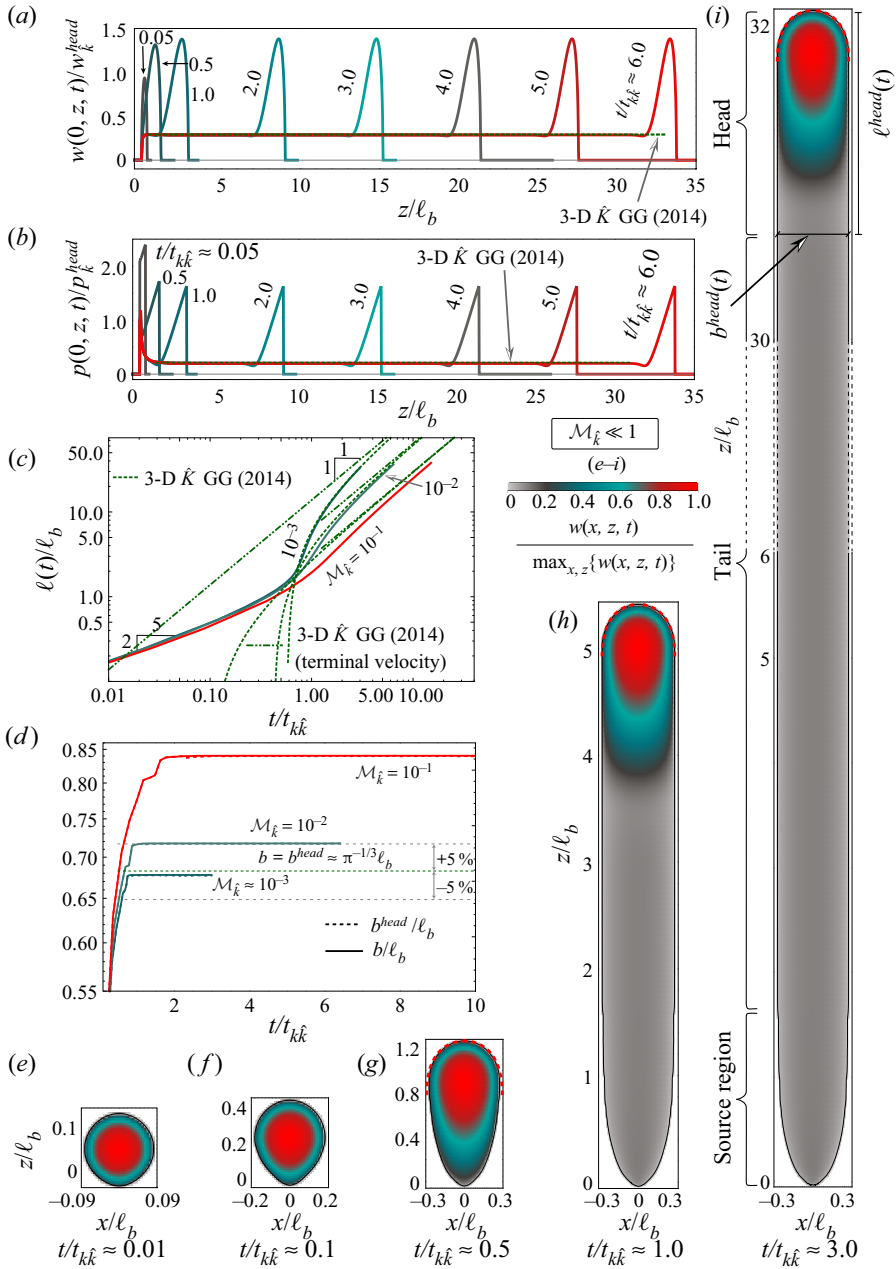 (a)
w(0, z, t)/w_k̂^head
1.5
1.0
0.5
0
0.05
0.5
1.0
2.0
3.0
4.0
5.0
t/t_kk̂ ≈ 6.0
3-D K̂ GG (2014)
0 5 10 15 20 25 30 35
z/ℓ_b
(b)
p(0, z, t)/p_k̂^head
2.0
1.0
0
t/t_kk̂ ≈ 0.05
0.5
1.0
2.0
3.0
4.0
5.0
t/t_kk̂ ≈ 6.0
3-D K̂ GG (2014)
0 5 10 15 20 25 30 35
z/ℓ_b
(c)
ℓ(t)/ℓ_b
50.0
10.0
5.0
1.0
0.5
3-D K̂ GG (2014)
1
1
10⁻²
10⁻³
ℳ_k̂ = 10⁻¹
5
2
3-D K̂ GG (2014)
(terminal velocity)
0.01 0.10 1.00 5.00 10.00
t/t_kk̂
ℳ_k̂ ≪ 1
(e–i)
0 0.2 0.4 0.6 0.8 1.0
w(x, z, t)
max_x, z{w(x, z, t)}
(d)
0.85
0.80
0.75
0.70
0.65
0.60
0.55
ℳ_k̂ = 10⁻¹
ℳ_k̂ = 10⁻²
b = b^head ≈ π^−1/3 ℓ_b
+5 %
−5 %
ℳ_k̂ ≈ 10⁻³
b^head/ℓ_b
b/ℓ_b
2 4 6 8 10
t/t_kk̂
(e)
z/ℓ_b
0.1
0
−0.09 0.09
x/ℓ_b
t/t_kk̂ ≈ 0.01
(f)
0.4
0.2
0
−0.2 0 0.2
x/ℓ_b
t/t_kk̂ ≈ 0.1
(g)
1.2
0.8
0.4
0
−0.3 0 0.3
x/ℓ_b
t/t_kk̂ ≈ 0.5
(h)
z/ℓ_b
5
4
3
2
1
0
−0.3 0 0.3
x/ℓ_b
t/t_kk̂ ≈ 1.0
(i)
32
Head
ℓ^head(t)
b^head(t)
30
z/ℓ_b
6
Tail
5
Source region
0
−0.3 0 0.3
x/ℓ_b
t/t_kk̂ ≈ 3.0